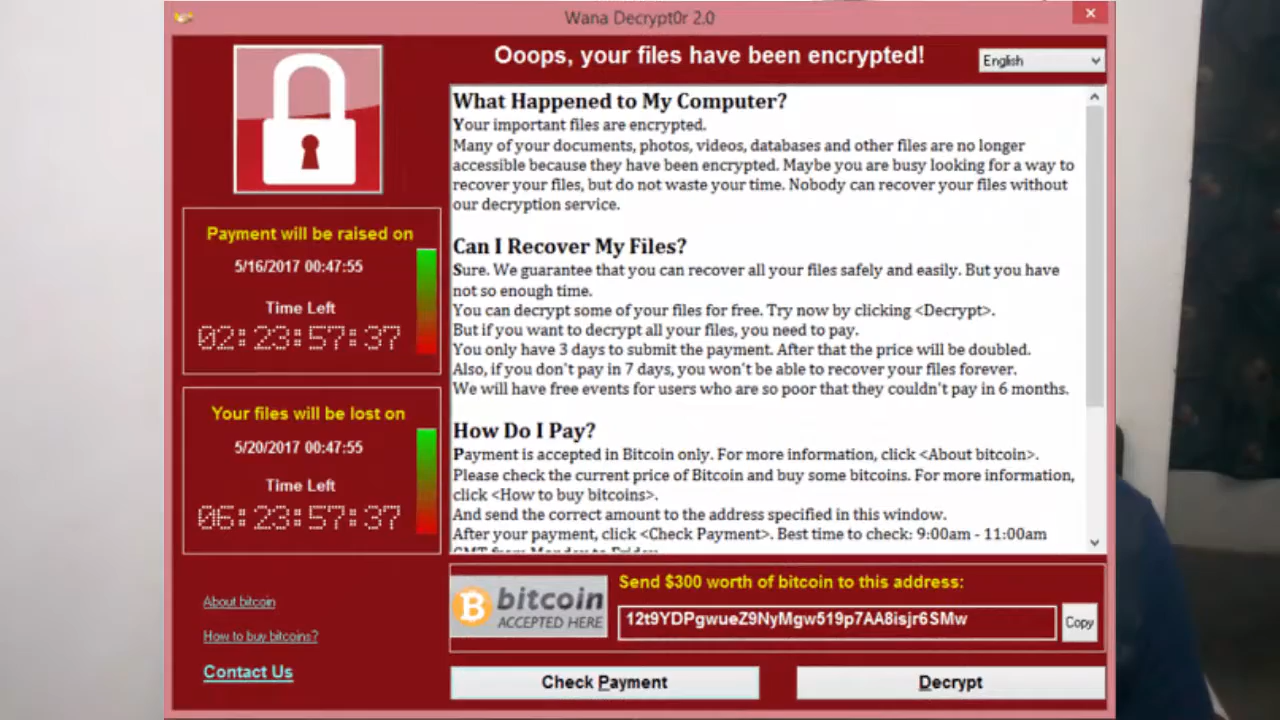 Wana Decrypt0r 2.0
Ooops, your files have been encrypted!
English
What Happened to My Computer?
Your important files are encrypted.
Many of your documents, photos, videos, databases and other files are no longer
accessible because they have been encrypted. Maybe you are busy looking for a way to
recover your files, but do not waste your time. Nobody can recover your files without
our decryption service.
Can I Recover My Files?
Sure. We guarantee that you can recover all your files safely and easily. But you have
not so enough time.
You can decrypt some of your files for free. Try now by clicking <Decrypt>.
But if you want to decrypt all your files, you need to pay.
You only have 3 days to submit the payment. After that the price will be doubled.
Also, if you don't pay in 7 days, you won't be able to recover your files forever.
We will have free events for users who are so poor that they couldn't pay in 6 months.
How Do I Pay?
Payment is accepted in Bitcoin only. For more information, click <About bitcoin>.
Please check the current price of Bitcoin and buy some bitcoins. For more information,
click <How to buy bitcoins>.
And send the correct amount to the address specified in this window.
After your payment, click <Check Payment>. Best time to check: 9:00am - 11:00am
GMT from Monday to Friday.
Payment will be raised on
5/16/2017 00:47:55
Time Left
02:23:57:37
Your files will be lost on
5/20/2017 00:47:55
Time Left
06:23:57:37
About bitcoin
How to buy bitcoins?
Contact Us
bitcoin
ACCEPTED HERE
Send $300 worth of bitcoin to this address:
12t9YDPgwueZ9NyMgw519p7AA8isjr6SMw
Copy
Check Payment
Decrypt